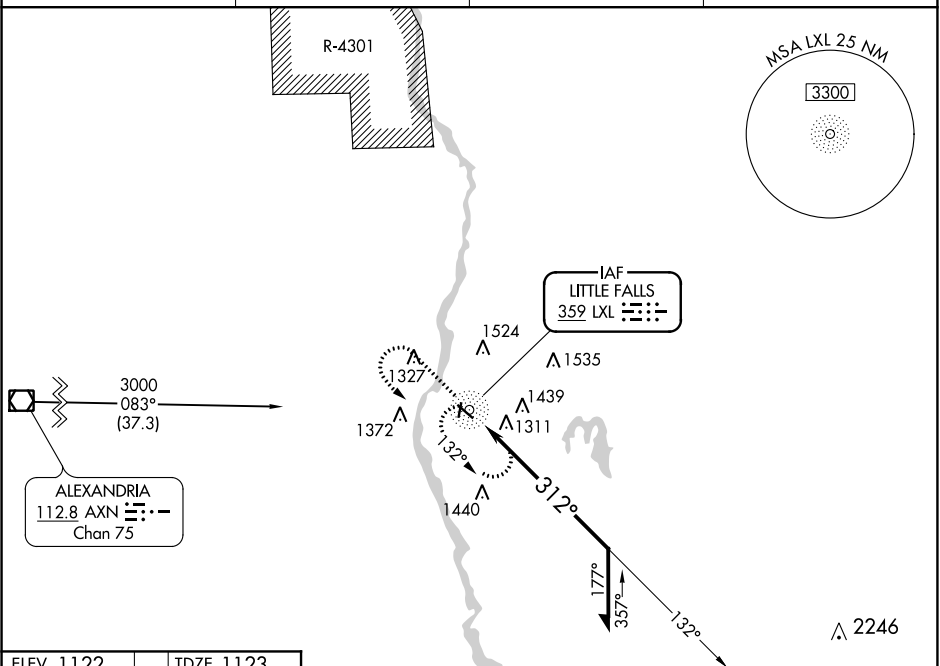 R-4301
MSA LXL 25 NM
3300
IAF
LITTLE FALLS
359 LXL
1524
1535
1327
1439
1311
1372
3000
083°
(37.3)
132°
1440
312°
ALEXANDRIA
112.8 AXN
Chan 75
177°
357°
132°
2246
ELEV 1122
TDZE 1123